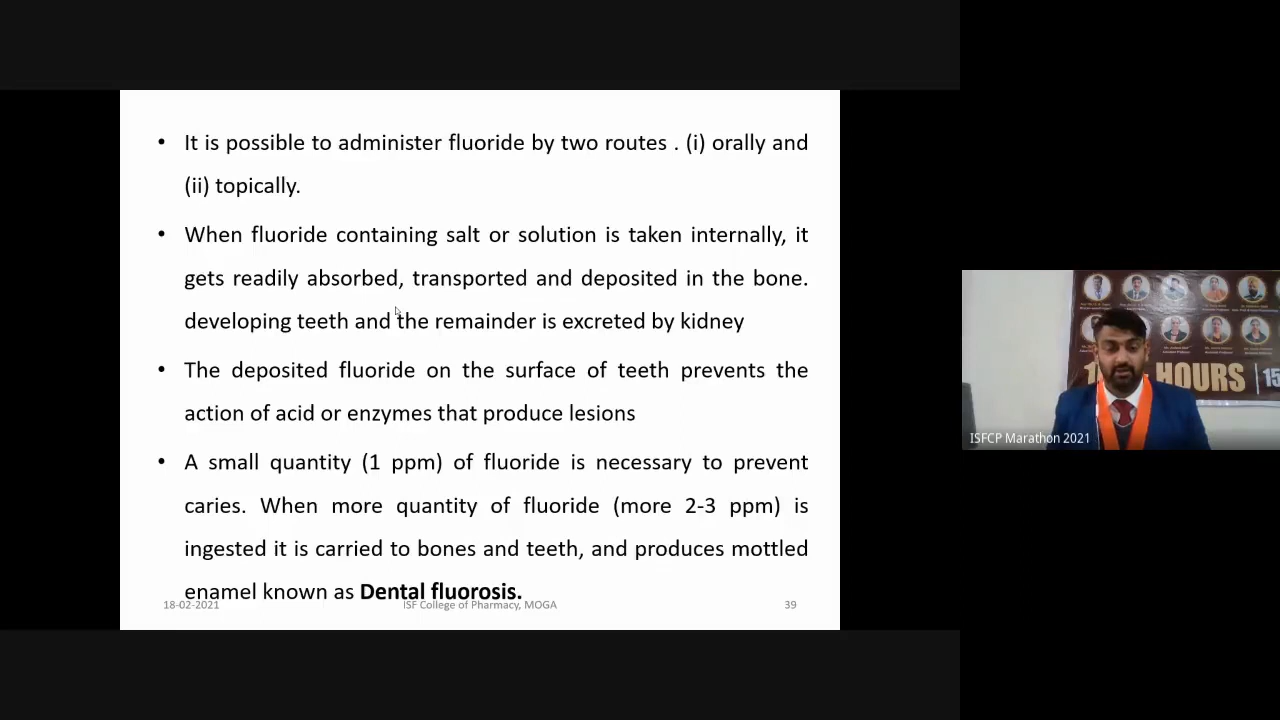 • It is possible to administer fluoride by two routes . (i) orally and
(ii) topically.
• When fluoride containing salt or solution is taken internally, it
gets readily absorbed, transported and deposited in the bone.
developing teeth and the remainder is excreted by kidney
• The deposited fluoride on the surface of teeth prevents the
action of acid or enzymes that produce lesions
• A small quantity (1 ppm) of fluoride is necessary to prevent
caries. When more quantity of fluoride (more 2-3 ppm) is
ingested it is carried to bones and teeth, and produces mottled
enamel known as Dental fluorosis.
18-02-2021
ISF College of Pharmacy, MOGA
39
HOURS
15
ISFCP Marathon 2021